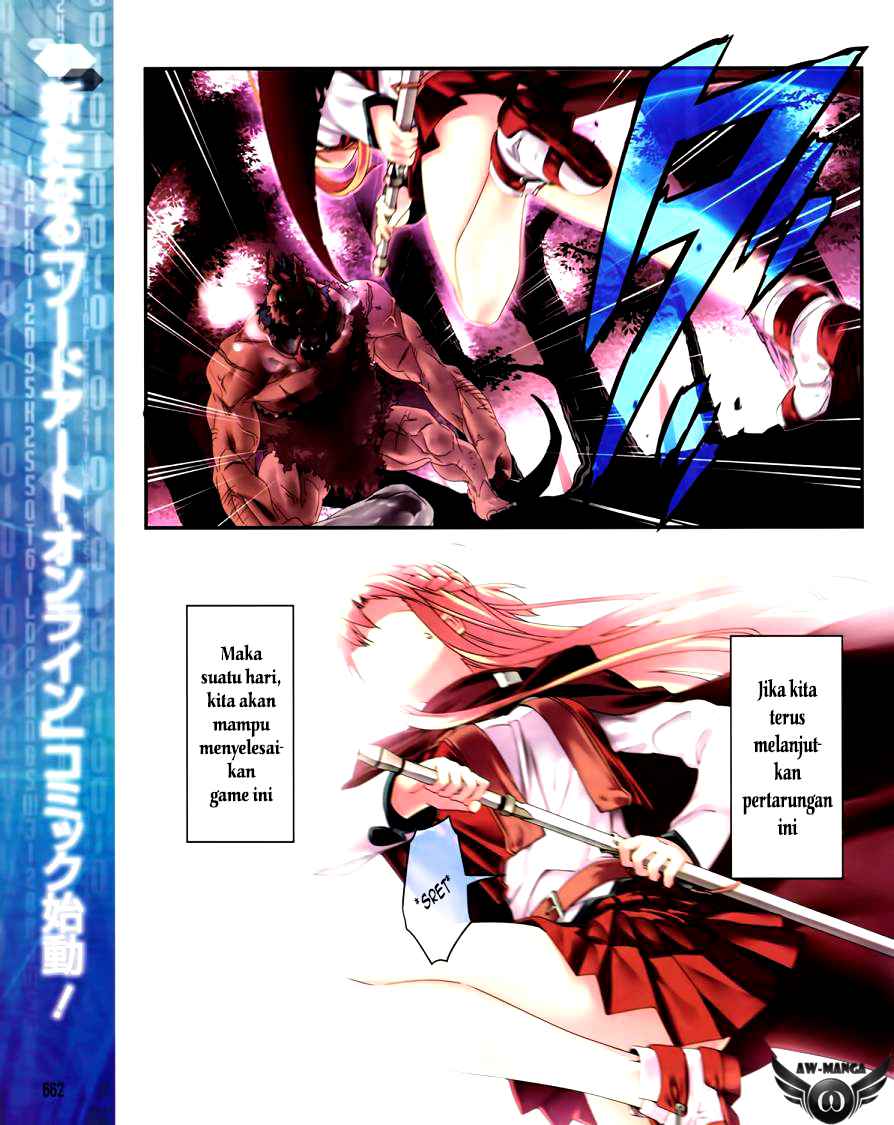 新たなるソードアート・オンラインコミック始動!
ダッ
Jika kita
terus
melanjut-
kan
pertarungan
ini
Maka
suatu hari,
kita akan
mampu
menyelesai-
kan
game ini
*SRET*
662
AW-MANGA